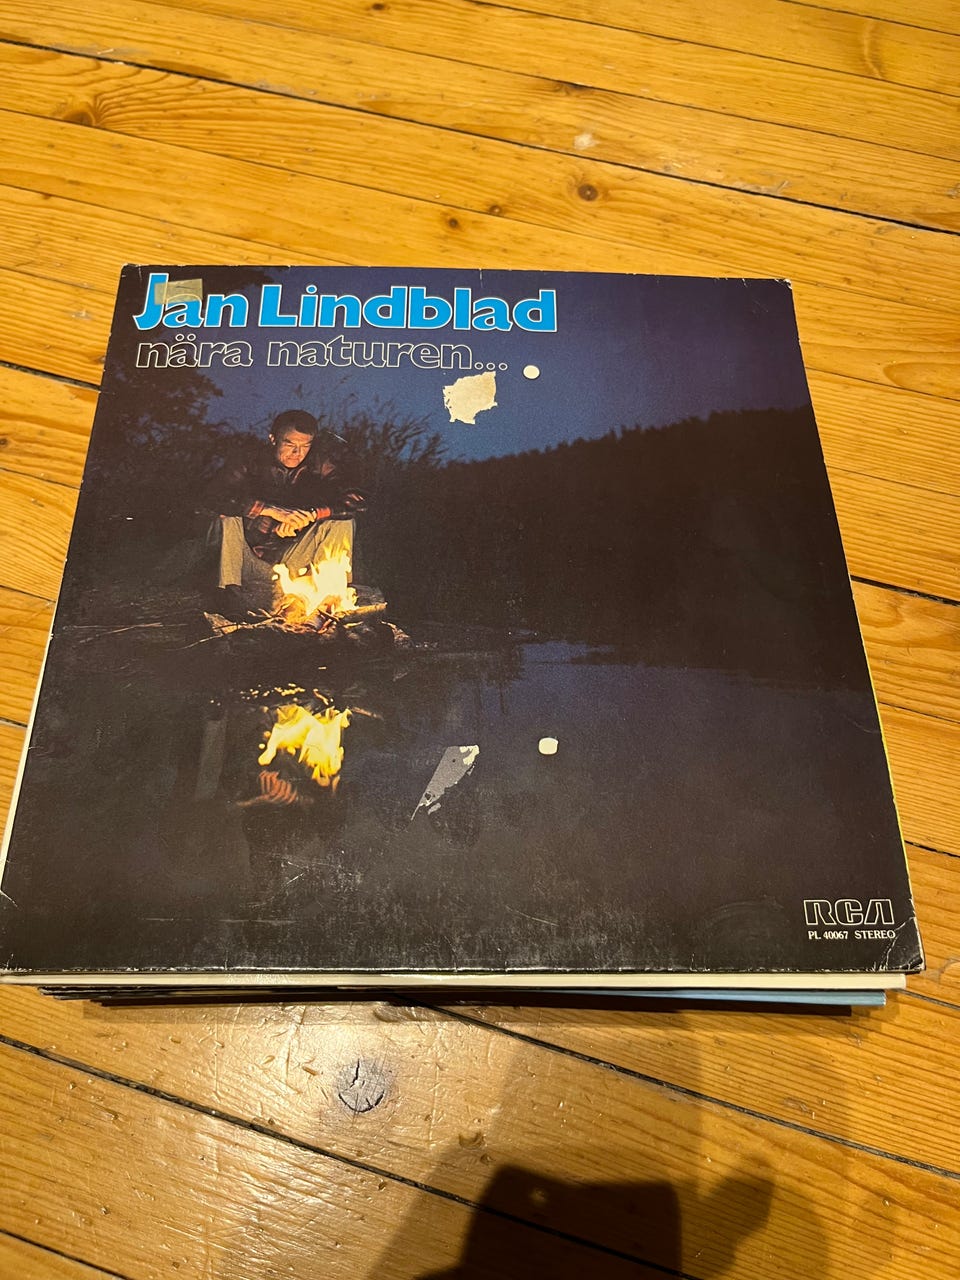 Jan Lindblad
nära naturen...
RCA
PL 40067 STEREO